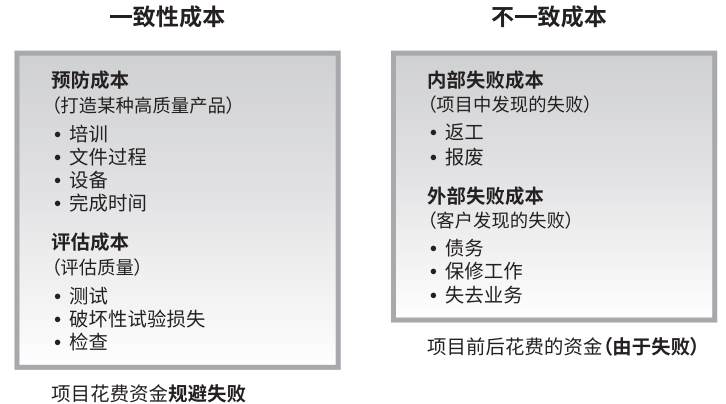 一致性成本
预防成本
（打造某种高质量产品）
• 培训
• 文件过程
• 设备
• 完成时间
评估成本
（评估质量）
• 测试
• 破坏性试验损失
• 检查
项目花费资金规避失败
不一致成本
内部失败成本
（项目中发现的失败）
• 返工
• 报废
外部失败成本
（客户发现的失败）
• 债务
• 保修工作
• 失去业务
项目前后花费的资金（由于失败）